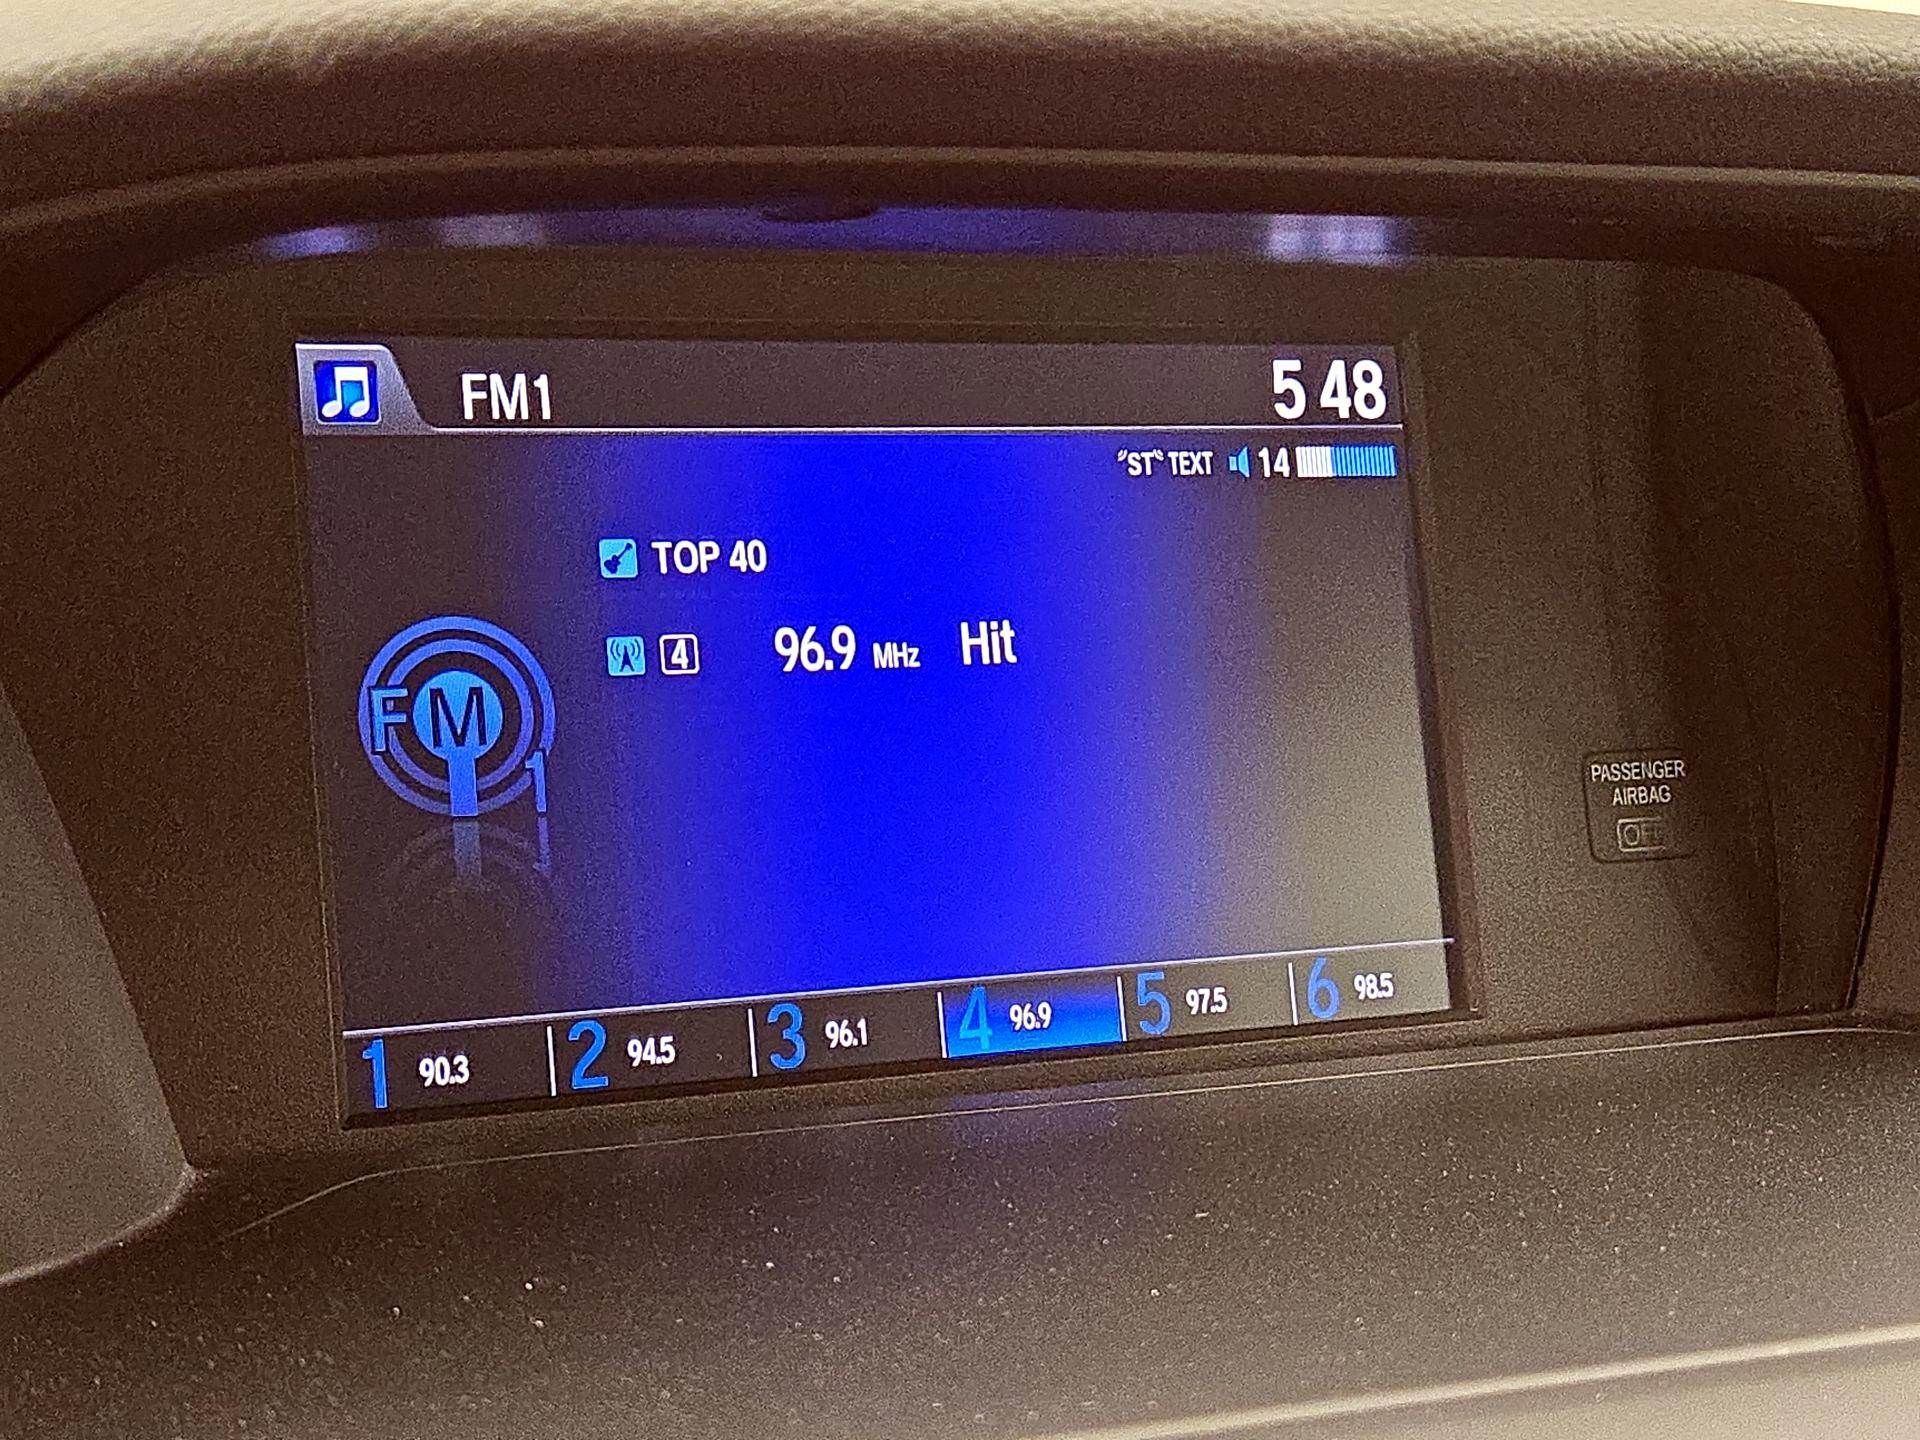 FM1 5 48
"ST" TEXT 14
TOP 40
4 96.9 MHz Hit
FM
1
PASSENGER
AIRBAG
OFF
1 90.3 2 94.5 3 96.1 4 96.9 5 97.5 6 98.5